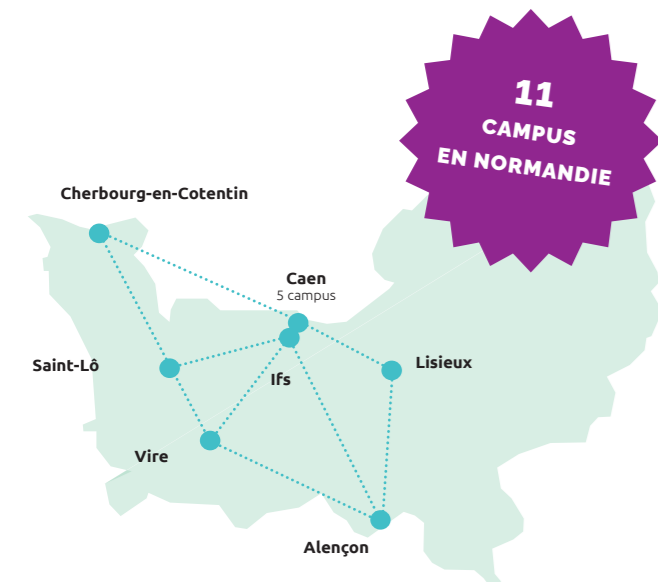 11
CAMPUS
EN NORMANDIE
Cherbourg-en-Cotentin
Caen
5 campus
Saint-Lô
Ifs
Lisieux
Vire
Alençon